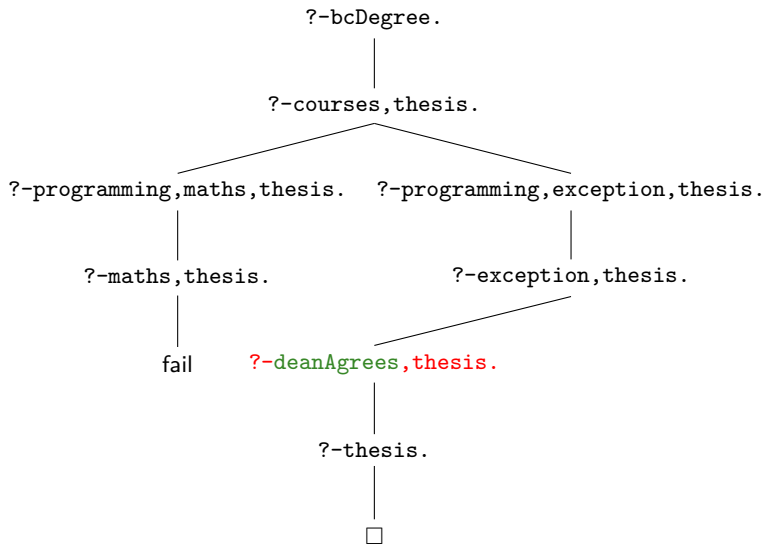 ?-bcDegree.
?-courses,thesis.
?-programming,maths,thesis. ?-programming,exception,thesis.
?-maths,thesis. ?-exception,thesis.
fail ?-deanAgrees,thesis.
?-thesis.
□